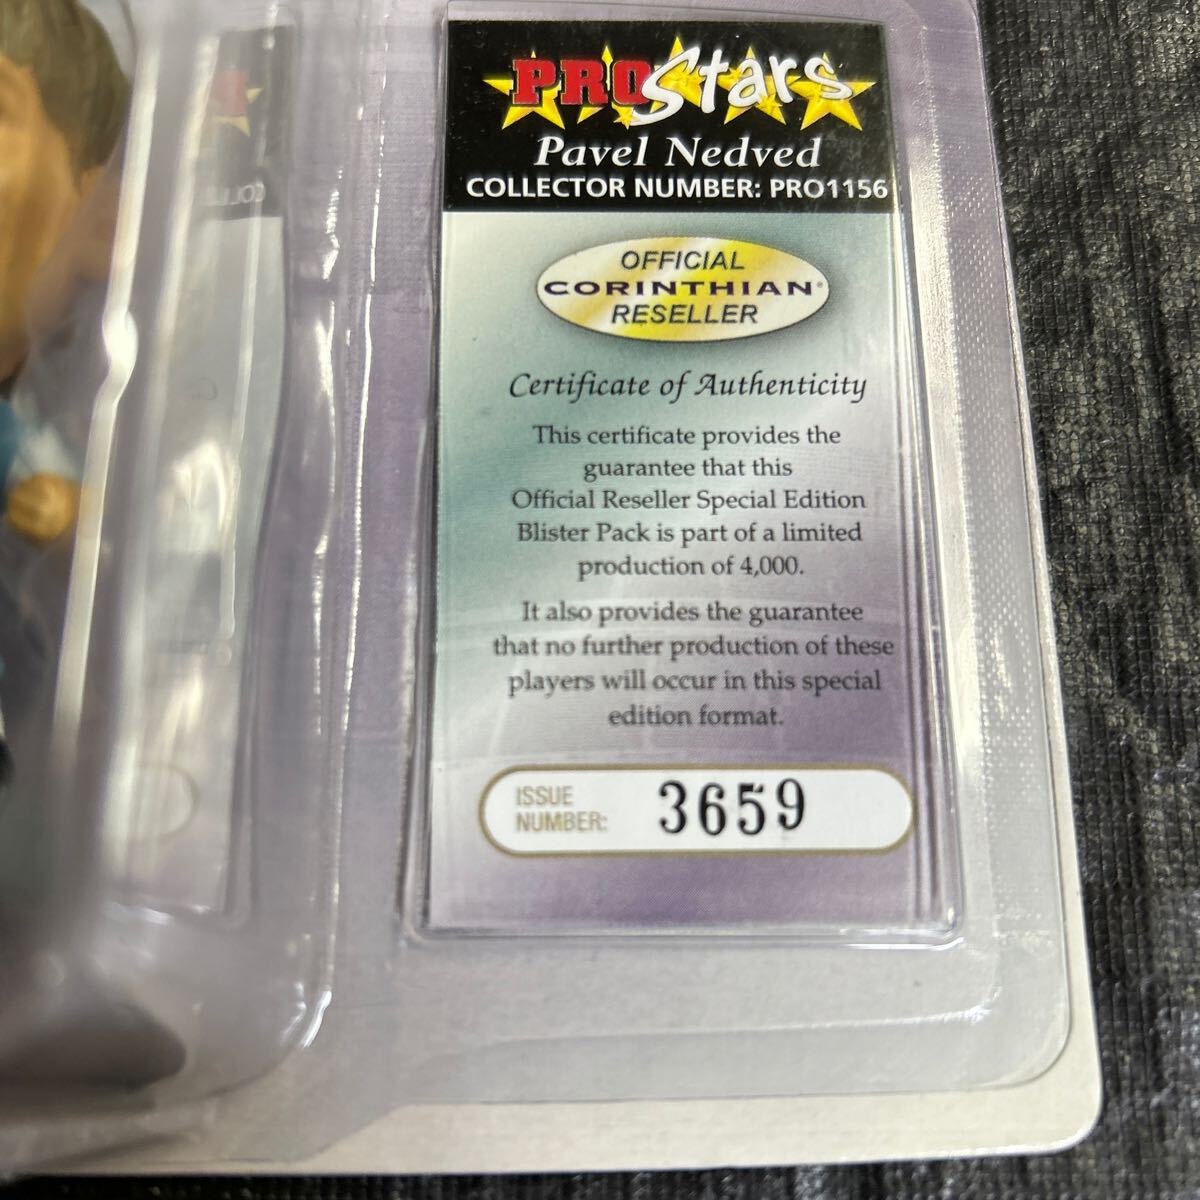 PRO Stars
Pavel Nedved
COLLECTOR NUMBER: PRO1156
OFFICIAL
CORINTHIAN®
RESELLER
Certificate of Authenticity
This certificate provides the
guarantee that this
Official Reseller Special Edition
Blister Pack is part of a limited
production of 4,000.
It also provides the guarantee
that no further production of these
players will occur in this special
edition format.
ISSUE
NUMBER: 3659